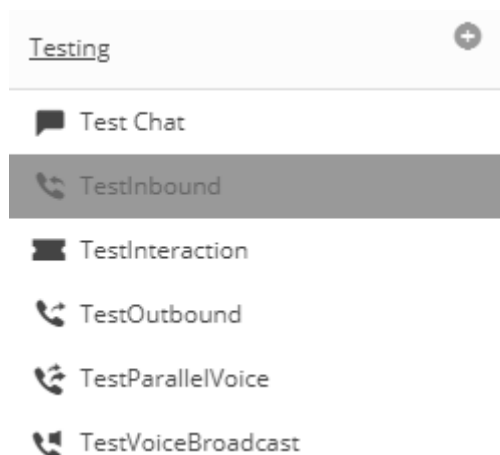 Testing
Test Chat
TestInbound
TestInteraction
TestOutbound
TestParallelVoice
TestVoiceBroadcast